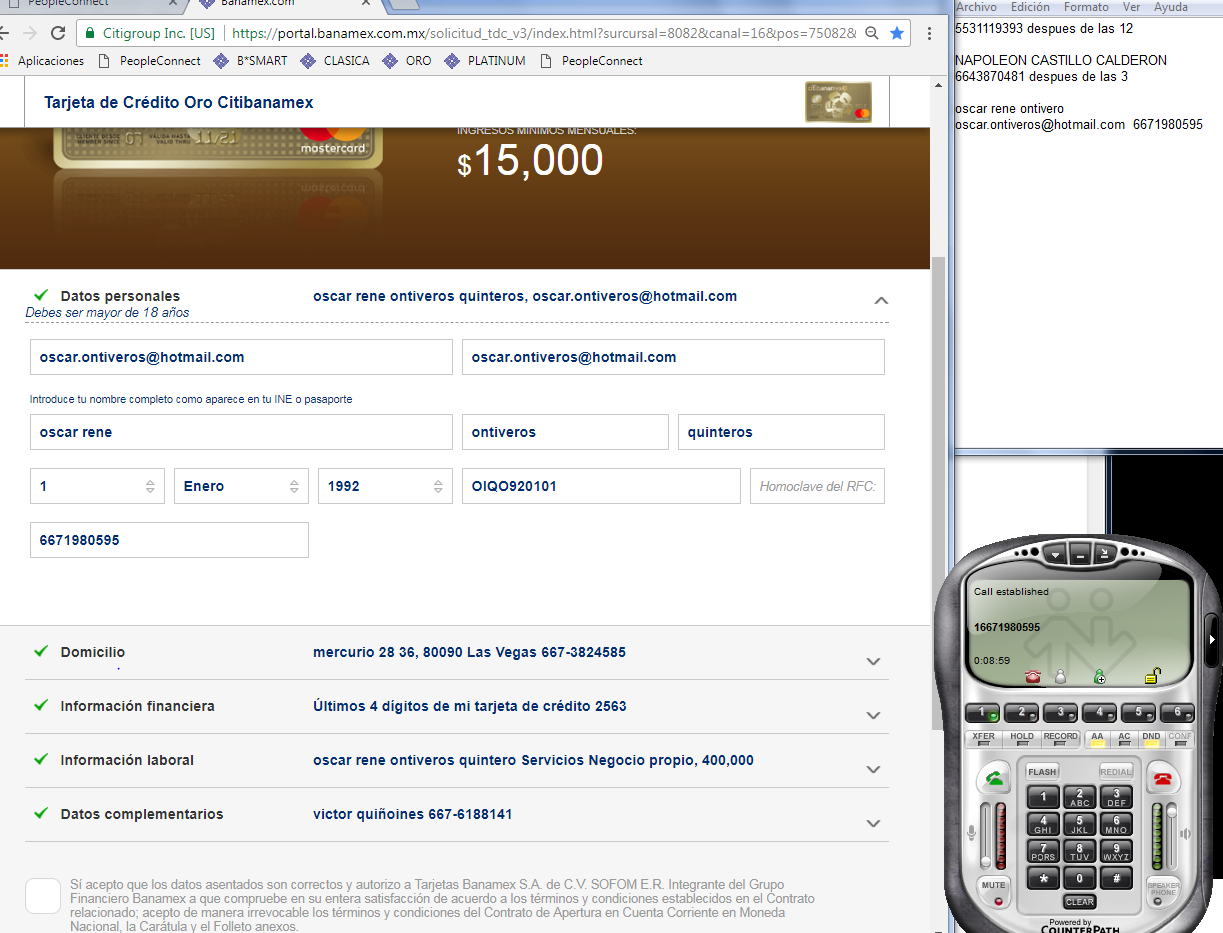 PeopleConnect
Banamex.com
Citigroup Inc. [US]
https://portal.banamex.com.mx/solicitud_tdc_v3/index.html?surcursal=8082&canal=16&pos=75082&
Aplicaciones PeopleConnect B*SMART CLASICA ORO PLATINUM PeopleConnect
Tarjeta de Crédito Oro Citibanamex
citibanamex
CLIENTE DESDE
MEMBER SINCE 07
VÁLIDA HASTA
VALID THRU 11/21
mastercard
INGRESOS MÍNIMOS MENSUALES:
$15,000
Datos personales oscar rene ontiveros quinteros, oscar.ontiveros@hotmail.com
Debes ser mayor de 18 años
oscar.ontiveros@hotmail.com oscar.ontiveros@hotmail.com
Introduce tu nombre completo como aparece en tu INE o pasaporte
oscar rene ontiveros quinteros
1 Enero 1992 OIQO920101 Homoclave del RFC:
6671980595
Domicilio mercurio 28 36, 80090 Las Vegas 667-3824585
Información financiera Últimos 4 dígitos de mi tarjeta de crédito 2563
Información laboral oscar rene ontiveros quintero Servicios Negocio propio, 400,000
Datos complementarios victor quiñoines 667-6188141
Sí acepto que los datos asentados son correctos y autorizo a Tarjetas Banamex S.A. de C.V. SOFOM E.R. Integrante del Grupo
Financiero Banamex a que compruebe en su entera satisfacción de acuerdo a los términos y condiciones establecidos en el Contrato
relacionado; acepto de manera irrevocable los términos y condiciones del Contrato de Apertura en Cuenta Corriente en Moneda
Nacional, la Carátula y el Folleto anexos.
Archivo Edición Formato Ver Ayuda
5531119393 despues de las 12
NAPOLEON CASTILLO CALDERON
6643870481 despues de las 3
oscar rene ontivero
oscar.ontiveros@hotmail.com 6671980595
Call established
16671980595
0:08:59
1 2 3 4 5 6
XFER HOLD RECORD AA AC DND CONF
FLASH REDIAL
1 2 ABC 3 DEF
4 GHI 5 JKL 6 MNO
7 PQRS 8 TUV 9 WXYZ
* 0 #
MUTE CLEAR SPEAKER PHONE
Powered by
COUNTERPATH